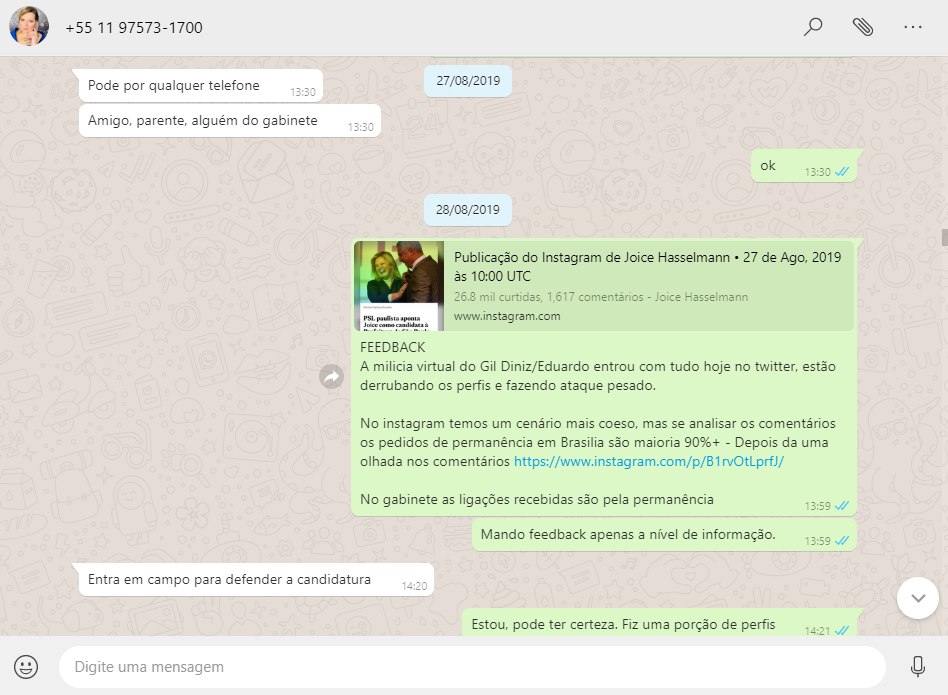 +55 11 97573-1700
27/08/2019
Pode por qualquer telefone 13:30
Amigo, parente, alguém do gabinete 13:30
ok 13:30
28/08/2019
Publicação do Instagram de Joice Hasselmann • 27 de Ago, 2019
às 10:00 UTC
26.8 mil curtidas, 1,617 comentários - Joice Hasselmann
www.instagram.com
PSL paulista aponta
Joice como candidata à
Prefeitura de São Paulo
FEEDBACK
A milicia virtual do Gil Diniz/Eduardo entrou com tudo hoje no twitter, estão
derrubando os perfis e fazendo ataque pesado.
No instagram temos um cenário mais coeso, mas se analisar os comentários
os pedidos de permanência em Brasilia são maioria 90%+ - Depois da uma
olhada nos comentários https://www.instagram.com/p/B1rvOtLprfJ/
No gabinete as ligações recebidas são pela permanência 13:59
Mando feedback apenas a nível de informação. 13:59
Entra em campo para defender a candidatura 14:20
Estou, pode ter certeza. Fiz uma porção de perfis 14:21
Digite uma mensagem